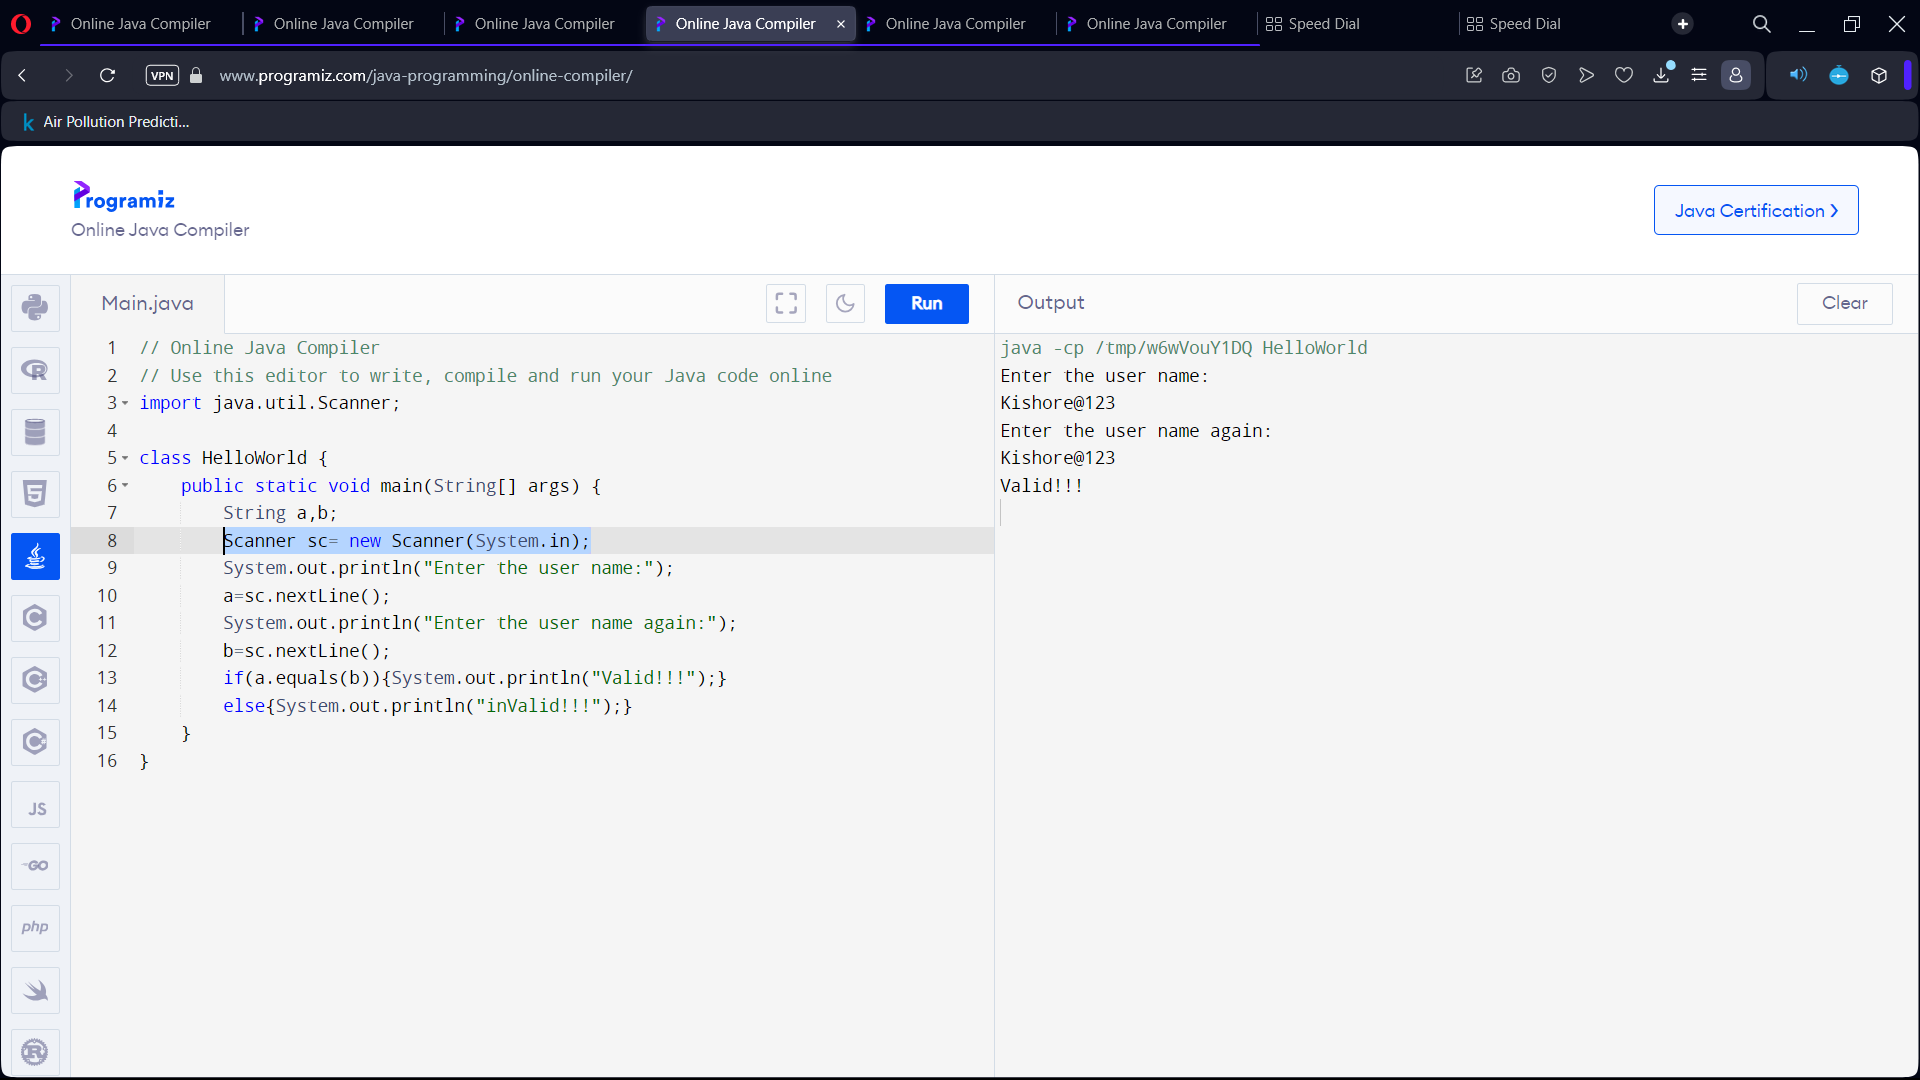 Online Java Compiler
Online Java Compiler
Online Java Compiler
Online Java Compiler
Online Java Compiler
Online Java Compiler
Speed Dial
Speed Dial
VPN
www.programiz.com/java-programming/online-compiler/
k Air Pollution Predicti...
Programiz
Online Java Compiler
Java Certification
Main.java
Run
Output
Clear
1 // Online Java Compiler
2 // Use this editor to write, compile and run your Java code online
3 import java.util.Scanner;
4
5 class HelloWorld {
6     public static void main(String[] args) {
7         String a,b;
8         Scanner sc= new Scanner(System.in);
9         System.out.println("Enter the user name:");
10         a=sc.nextLine();
11         System.out.println("Enter the user name again:");
12         b=sc.nextLine();
13         if(a.equals(b)){System.out.println("Valid!!!");}
14         else{System.out.println("inValid!!!");}
15     }
16 }
java -cp /tmp/w6wVouY1DQ HelloWorld
Enter the user name:
Kishore@123
Enter the user name again:
Kishore@123
Valid!!!
R
5
C
C
C
JS
GO
php
R